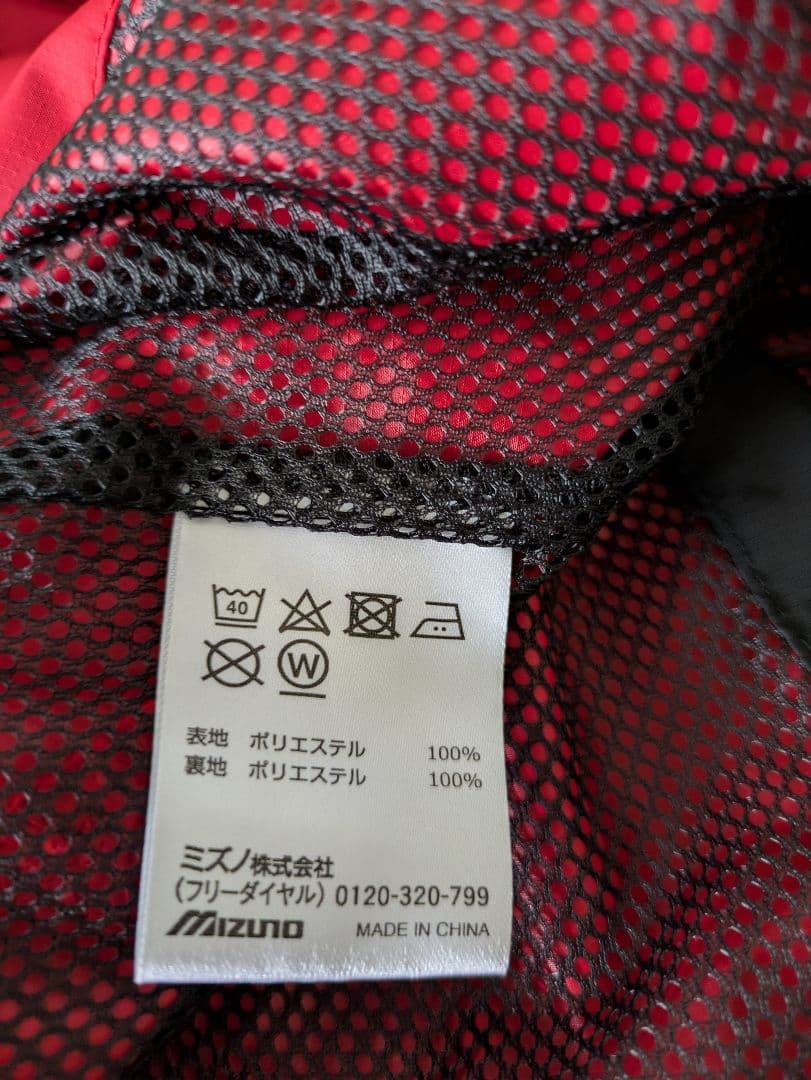 40
W
表地 ポリエステル 100%
裏地 ポリエステル 100%
ミズノ株式会社
(フリーダイヤル) 0120-320-799
MIZUNO MADE IN CHINA